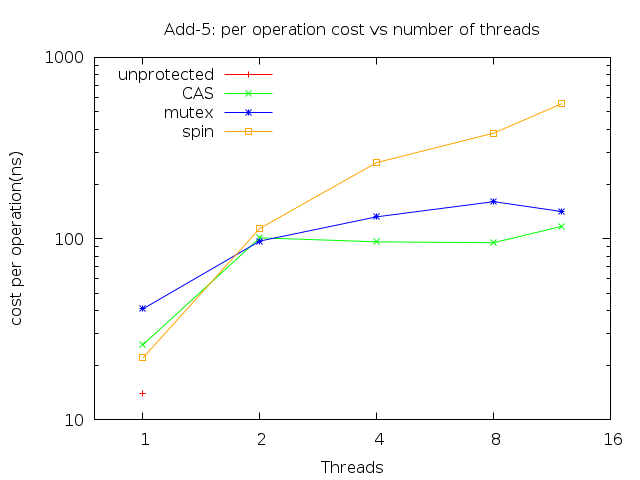 Add-5: per operation cost vs number of threads
1000
unprotected
CAS
mutex
spin
cost per operation(ns)
100
10
1 2 4 8 16
Threads